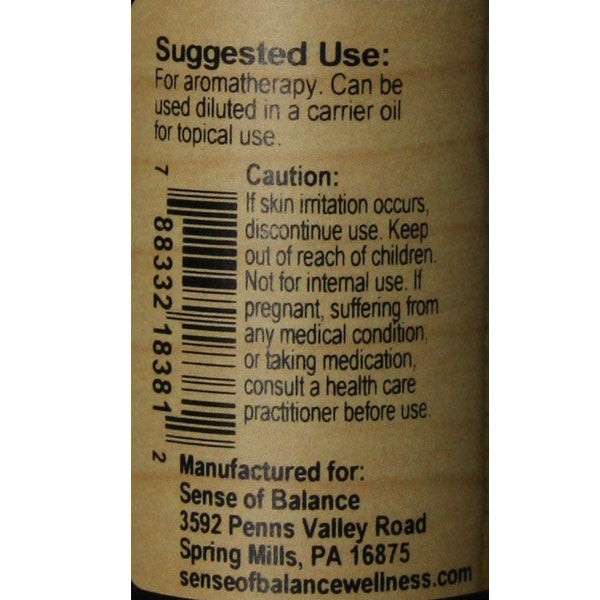 Suggested Use:
For aromatherapy. Can be
used diluted in a carrier oil
for topical use.
Caution:
If skin irritation occurs,
discontinue use. Keep
out of reach of children.
Not for internal use. If
pregnant, suffering from
any medical condition,
or taking medication,
consult a health care
practitioner before use.
7 88332 18381 2
Manufactured for:
Sense of Balance
3592 Penns Valley Road
Spring Mills, PA 16875
senseofbalancewellness.com